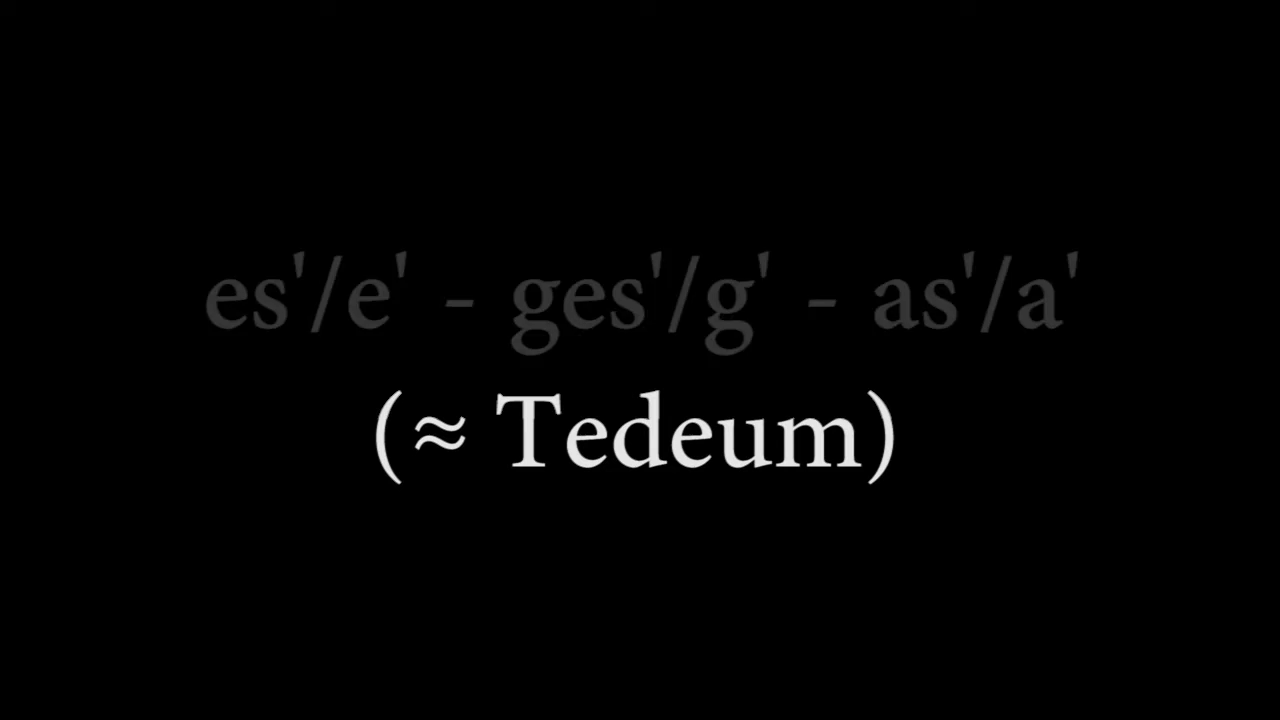 es'/e' - ges'/g' - as'/a'
(≈ Tedeum)